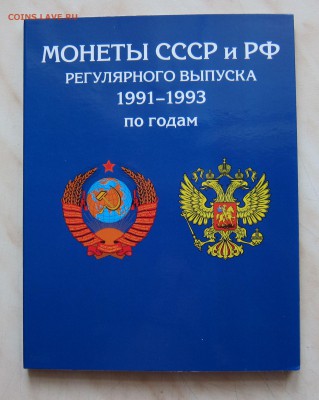 COINS.LAVE.RU
МОНЕТЫ СССР и РФ
РЕГУЛЯРНОГО ВЫПУСКА
1991–1993
по годам